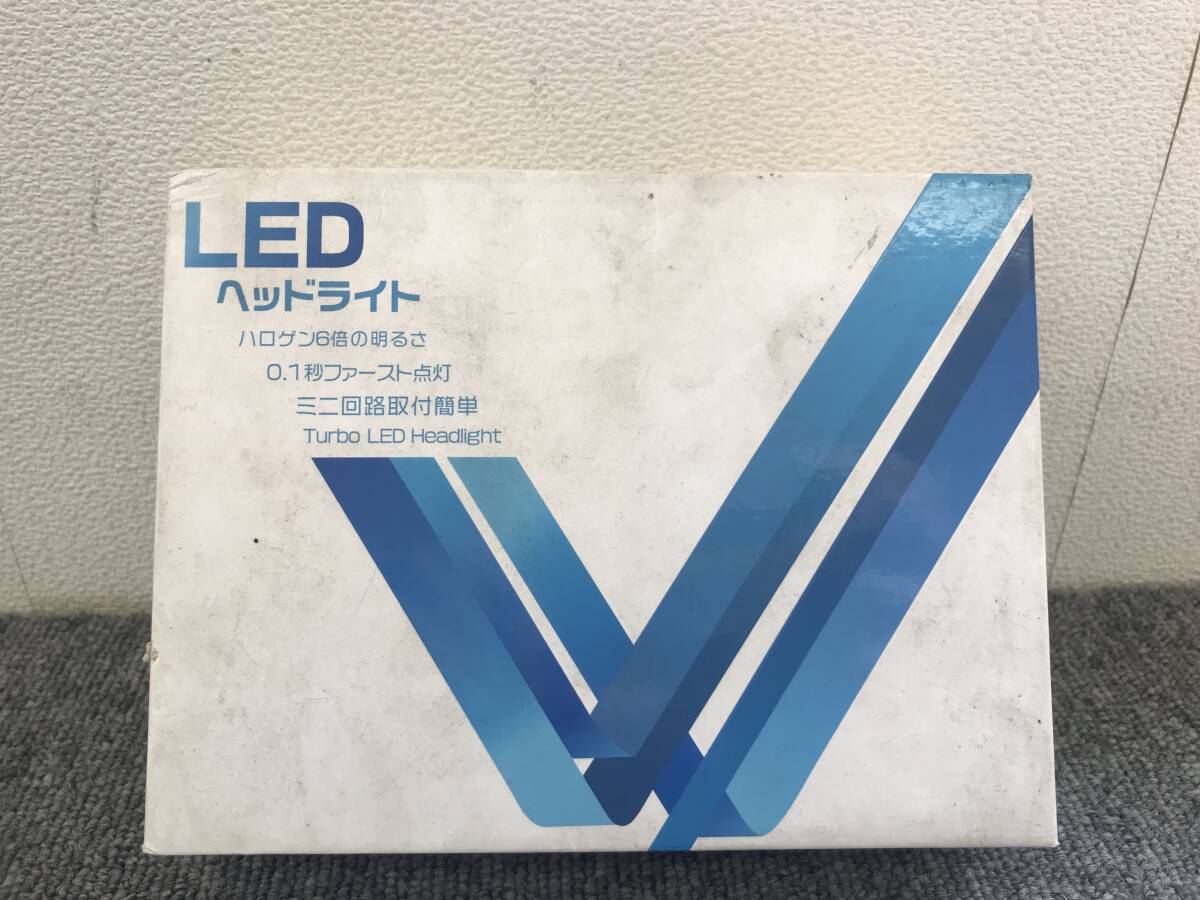 LED
ヘッドライト
ハロゲン6倍の明るさ
0.1秒ファースト点灯
ミニ回路取付簡単
Turbo LED Headlight